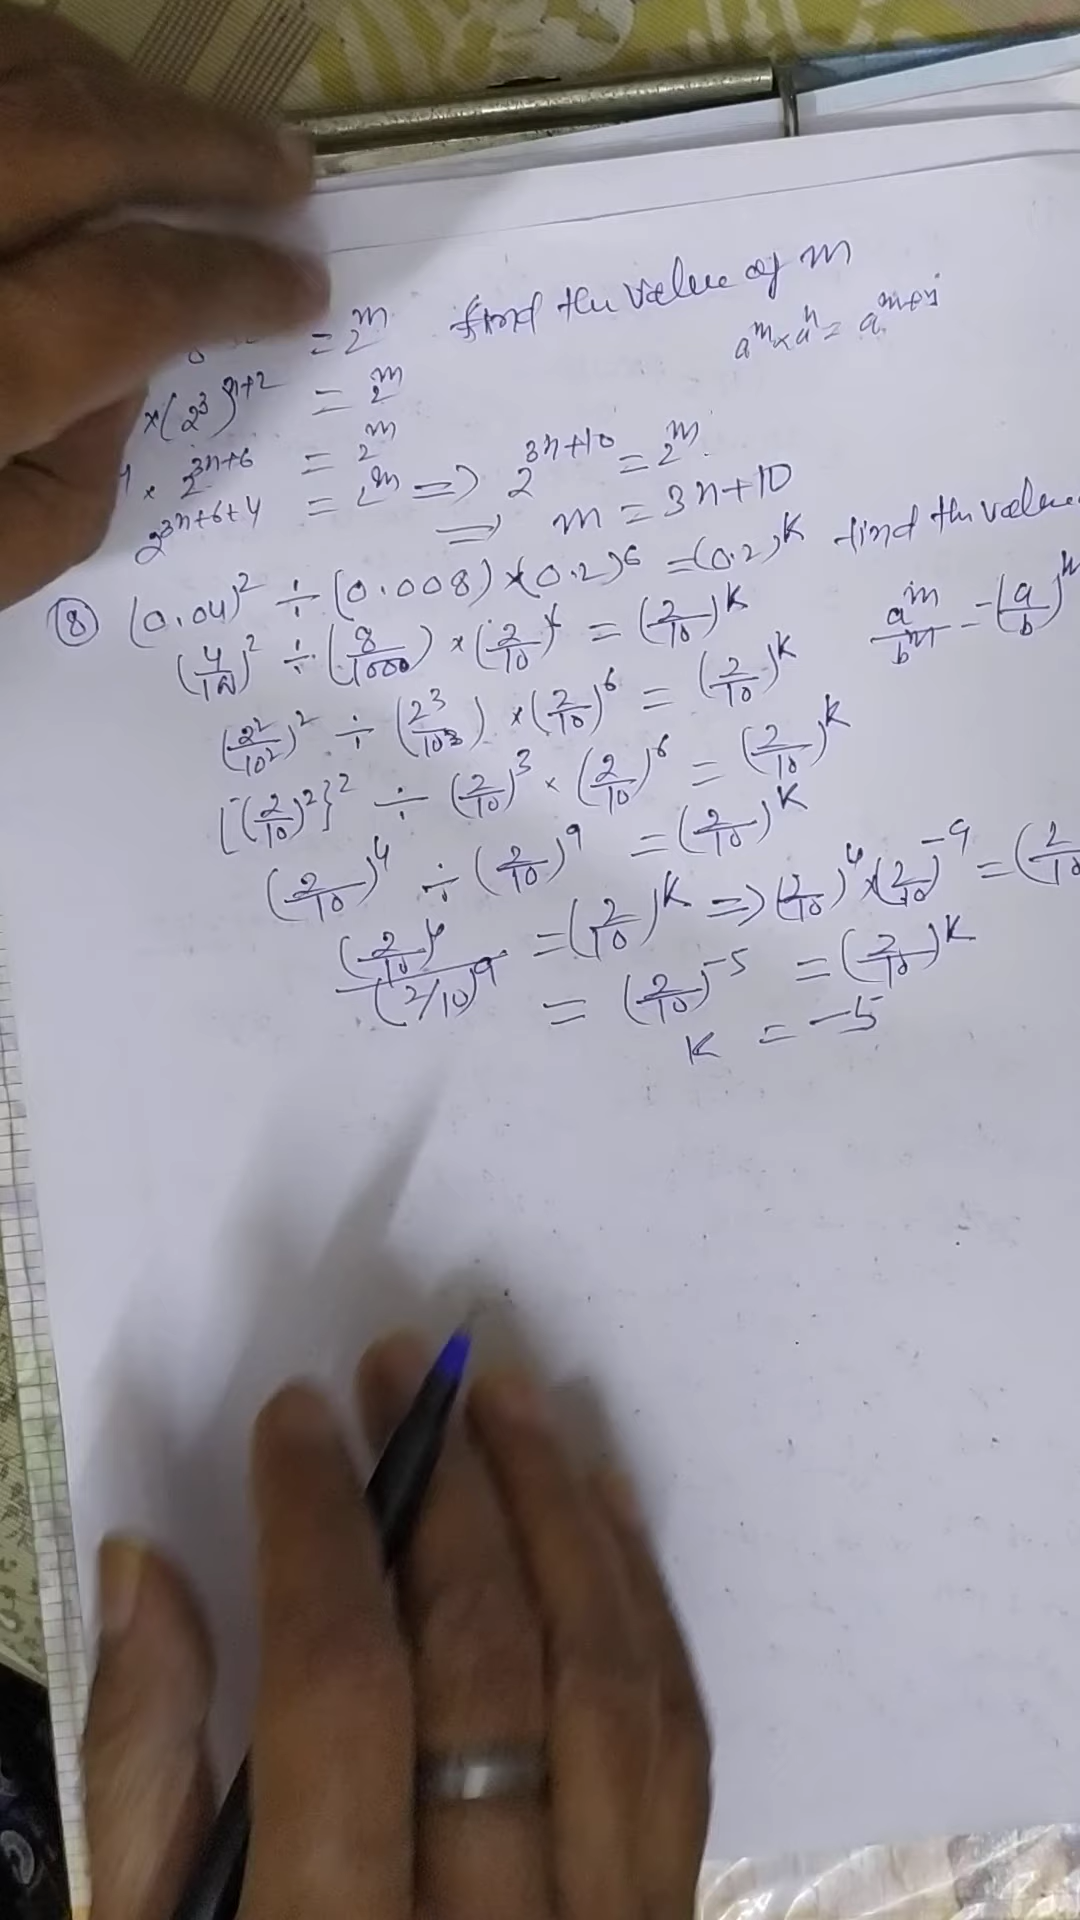 = 2^m find the value of m
a^m × a^n = a^{m+n}
× (2^3)^{n+2} = 2^m
× 2^{3n+6} = 2^m
2^{3n+6+4} = 2^m ⇒ 2^{3n+10} = 2^m
⇒ m = 3n+10
⑧ (0.04)^2 ÷ (0.008) × (0.2)^6 = (0.2)^k find the value
(4/100)^2 ÷ (8/1000) × (2/10)^6 = (2/10)^k
a^m/b^m = (a/b)^m
(2^2/10^2)^2 ÷ (2^3/10^3) × (2/10)^6 = (2/10)^k
[(2/10)^2]^2 ÷ (2/10)^3 × (2/10)^6 = (2/10)^k
(2/10)^4 ÷ (2/10)^9 = (2/10)^k
(2/10)^4/(2/10)^9 = (2/10)^k ⇒ (2/10)^4 × (2/10)^{-9} = (2/10
= (2/10)^{-5} = (2/10)^k
k = -5